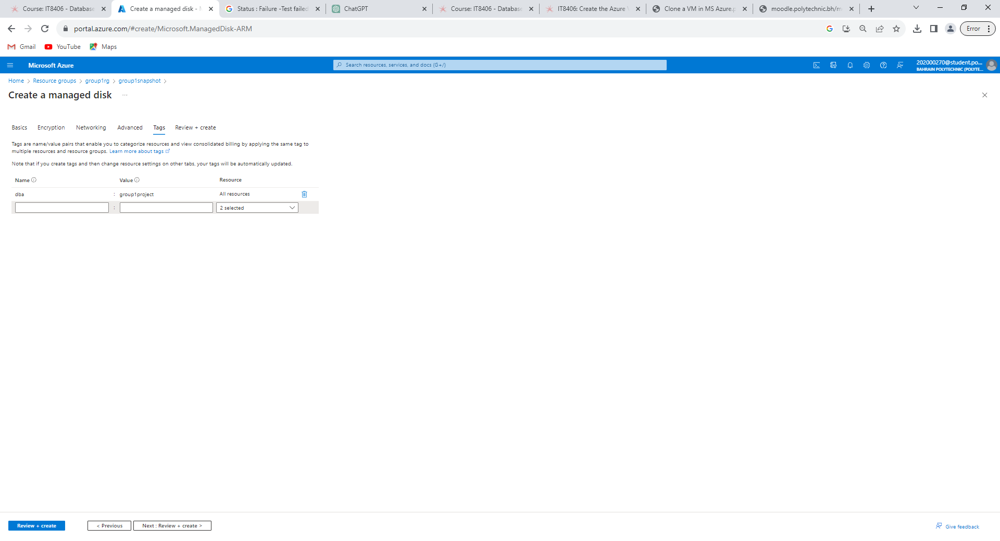 Course: IT8406 - Database
Create a managed disk - M
Status : Failure -Test failed
ChatGPT
Course: IT8406 - Database
IT8406: Create the Azure
Clone a VM in MS Azure.p
moodle.polytechnic.bh/m
portal.azure.com/#create/Microsoft.ManagedDisk-ARM
Error
Gmail
YouTube
Maps
Microsoft Azure
Search resources, services, and docs (G+/)
202000270@student.po...
BAHRAIN POLYTECHNIC (POLYTE...
Home > Resource groups > group1rg > group1snapshot >
Create a managed disk ...
Basics Encryption Networking Advanced Tags Review + create
Tags are name/value pairs that enable you to categorize resources and view consolidated billing by applying the same tag to
multiple resources and resource groups. Learn more about tags
Note that if you create tags and then change resource settings on other tabs, your tags will be automatically updated.
Name Value Resource
dba : group1project All resources
: 2 selected
Review + create < Previous Next : Review + create >
Give feedback